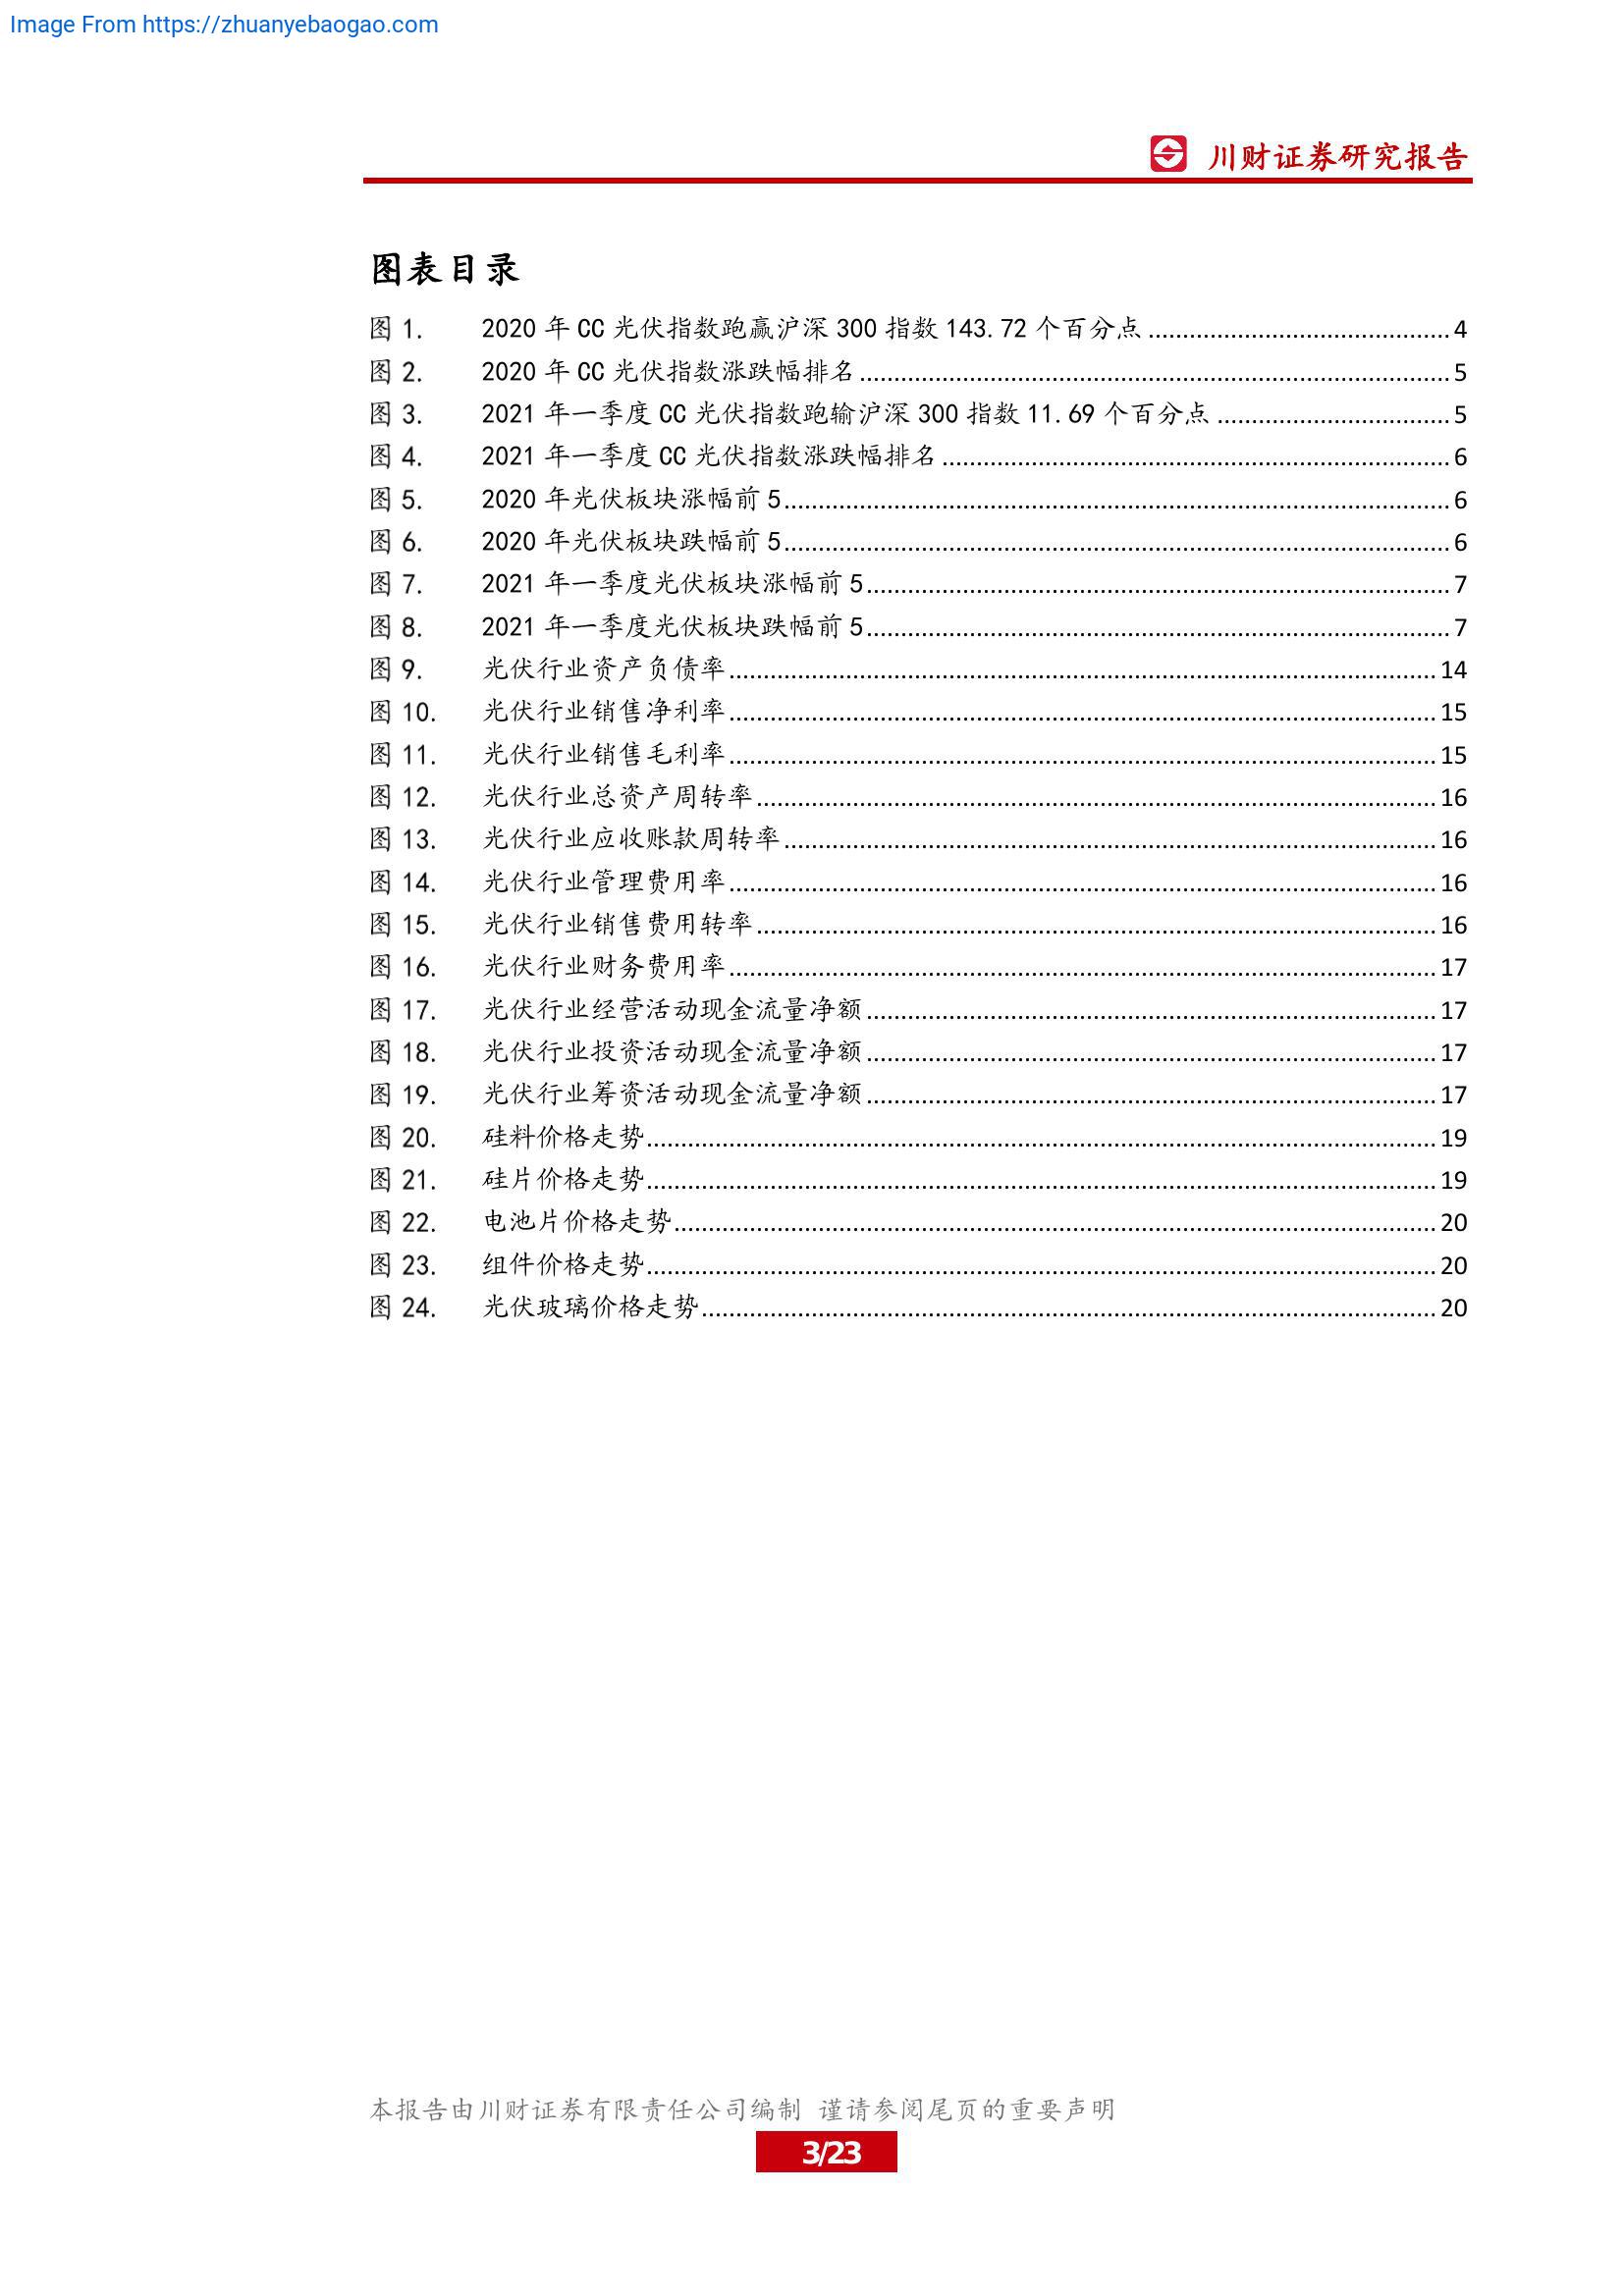 Image From https://zhuanyebaogao.com
川财证券研究报告
图表目录
图 1. 2020 年 CC 光伏指数跑赢沪深 300 指数 143.72 个百分点 4
图 2. 2020 年 CC 光伏指数涨跌幅排名 5
图 3. 2021 年一季度 CC 光伏指数跑输沪深 300 指数 11.69 个百分点 5
图 4. 2021 年一季度 CC 光伏指数涨跌幅排名 6
图 5. 2020 年光伏板块涨幅前 5 6
图 6. 2020 年光伏板块跌幅前 5 6
图 7. 2021 年一季度光伏板块涨幅前 5 7
图 8. 2021 年一季度光伏板块跌幅前 5 7
图 9. 光伏行业资产负债率 14
图 10. 光伏行业销售净利率 15
图 11. 光伏行业销售毛利率 15
图 12. 光伏行业总资产周转率 16
图 13. 光伏行业应收账款周转率 16
图 14. 光伏行业管理费用率 16
图 15. 光伏行业销售费用转率 16
图 16. 光伏行业财务费用率 17
图 17. 光伏行业经营活动现金流量净额 17
图 18. 光伏行业投资活动现金流量净额 17
图 19. 光伏行业筹资活动现金流量净额 17
图 20. 硅料价格走势 19
图 21. 硅片价格走势 19
图 22. 电池片价格走势 20
图 23. 组件价格走势 20
图 24. 光伏玻璃价格走势 20
本报告由川财证券有限责任公司编制 谨请参阅尾页的重要声明
3/23